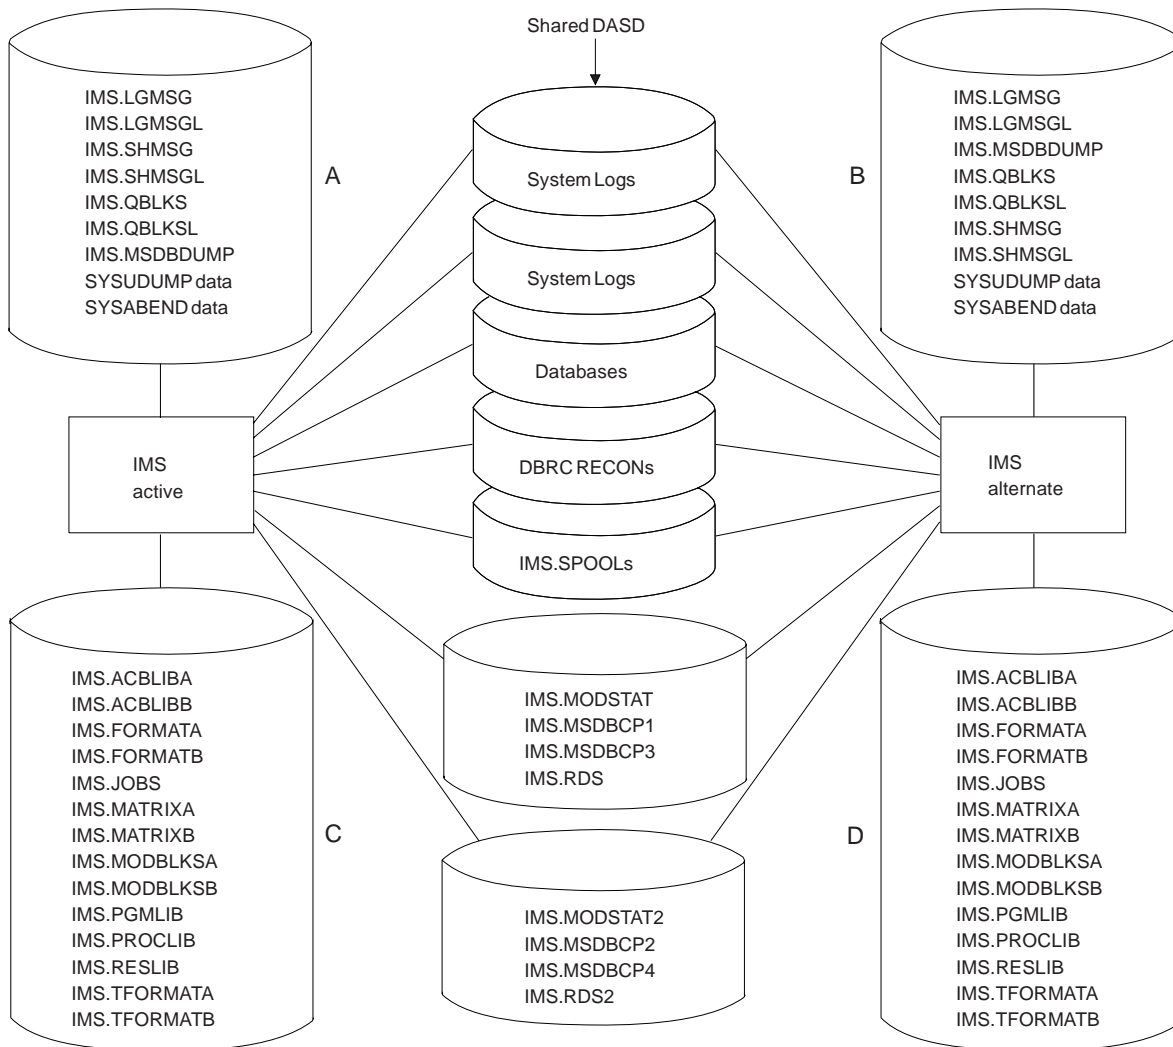 Shared DASD
IMS.LGMSG
IMS.LGMSGL
IMS.SHMSG
IMS.SHMSGL
IMS.QBLKS
IMS.QBLKSL
IMS.MSDBDUMP
SYSUDUMP data
SYSABEND data
A
System Logs
System Logs
Databases
DBRC RECONs
IMS.SPOOLs
B
IMS.LGMSG
IMS.LGMSGL
IMS.MSDBDUMP
IMS.QBLKS
IMS.QBLKSL
IMS.SHMSG
IMS.SHMSGL
SYSUDUMP data
SYSABEND data
IMS
active
IMS
alternate
IMS.ACBLIBA
IMS.ACBLIBB
IMS.FORMATA
IMS.FORMATB
IMS.JOBS
IMS.MATRIXA
IMS.MATRIXB
IMS.MODBLKSA
IMS.MODBLKSB
IMS.PGMLIB
IMS.PROCLIB
IMS.RESLIB
IMS.TFORMATA
IMS.TFORMATB
C
IMS.MODSTAT
IMS.MSDBCP1
IMS.MSDBCP3
IMS.RDS
IMS.MODSTAT2
IMS.MSDBCP2
IMS.MSDBCP4
IMS.RDS2
D
IMS.ACBLIBA
IMS.ACBLIBB
IMS.FORMATA
IMS.FORMATB
IMS.JOBS
IMS.MATRIXA
IMS.MATRIXB
IMS.MODBLKSA
IMS.MODBLKSB
IMS.PGMLIB
IMS.PROCLIB
IMS.RESLIB
IMS.TFORMATA
IMS.TFORMATB